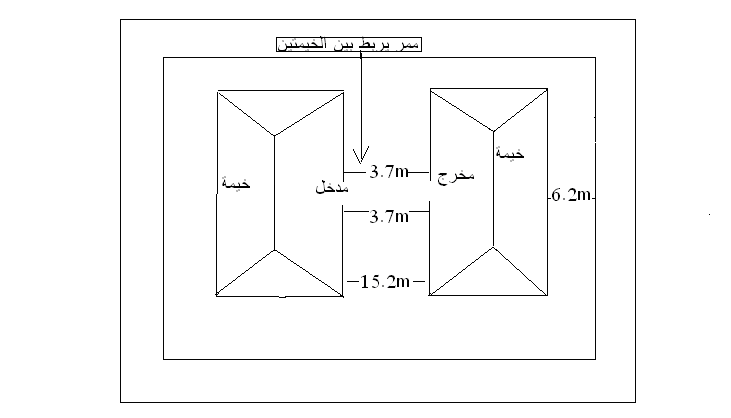 ممر يربط بين الخيمتين
خيمة
3.7m
مخرج
خيمة
مدخل
6.2m
3.7m
15.2m